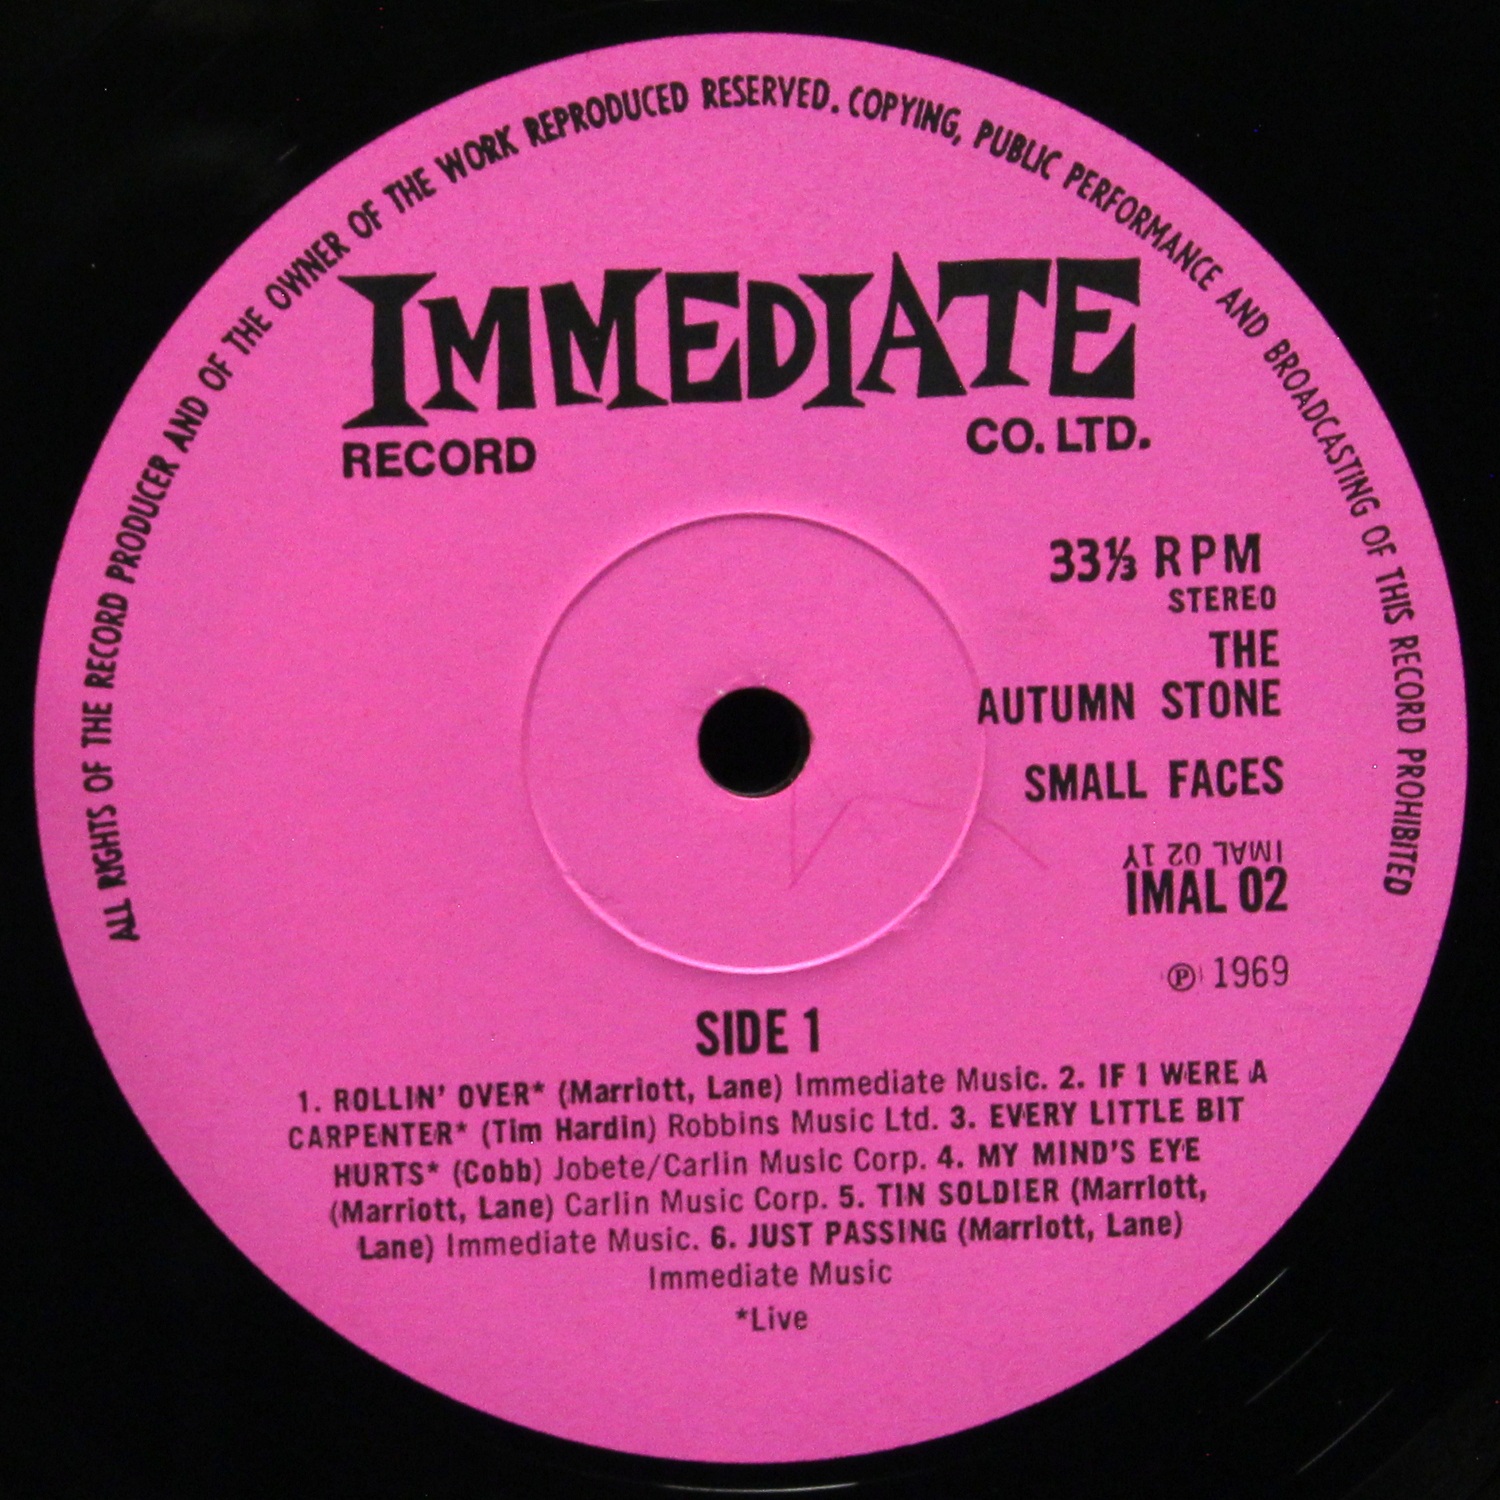 ALL RIGHTS OF THE RECORD PRODUCER AND OF THE OWNER OF THE WORK REPRODUCED RESERVED. COPYING, PUBLIC PERFORMANCE AND BROADCASTING OF THIS RECORD PROHIBITED
IMMEDIATE
RECORD CO. LTD.
33⅓ RPM
STEREO
THE
AUTUMN STONE
SMALL FACES
IMAL 02 1Y
IMAL 02
℗ 1969
SIDE 1
1. ROLLIN' OVER* (Marriott, Lane) Immediate Music. 2. IF I WERE A
CARPENTER* (Tim Hardin) Robbins Music Ltd. 3. EVERY LITTLE BIT
HURTS* (Cobb) Jobete/Carlin Music Corp. 4. MY MIND'S EYE
(Marriott, Lane) Carlin Music Corp. 5. TIN SOLDIER (Marriott,
Lane) Immediate Music. 6. JUST PASSING (Marriott, Lane)
Immediate Music
*Live